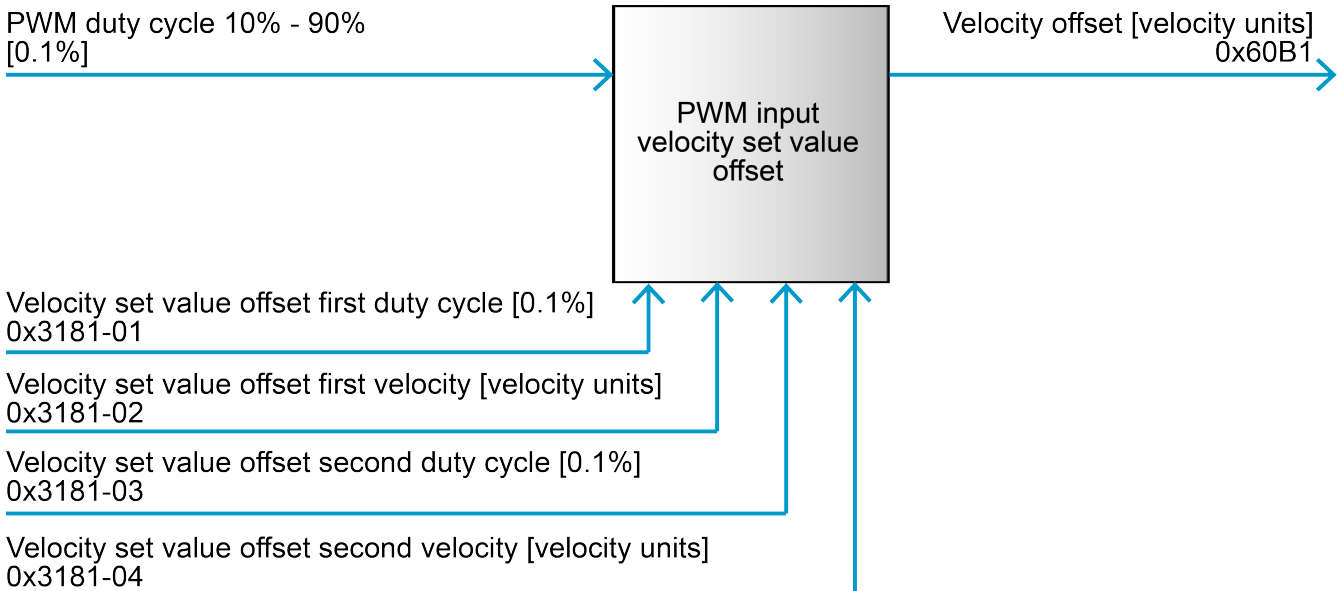 PWM duty cycle 10% - 90%
[0.1%]
Velocity offset [velocity units]
0x60B1
PWM input
velocity set value
offset
Velocity set value offset first duty cycle [0.1%]
0x3181-01
Velocity set value offset first velocity [velocity units]
0x3181-02
Velocity set value offset second duty cycle [0.1%]
0x3181-03
Velocity set value offset second velocity [velocity units]
0x3181-04